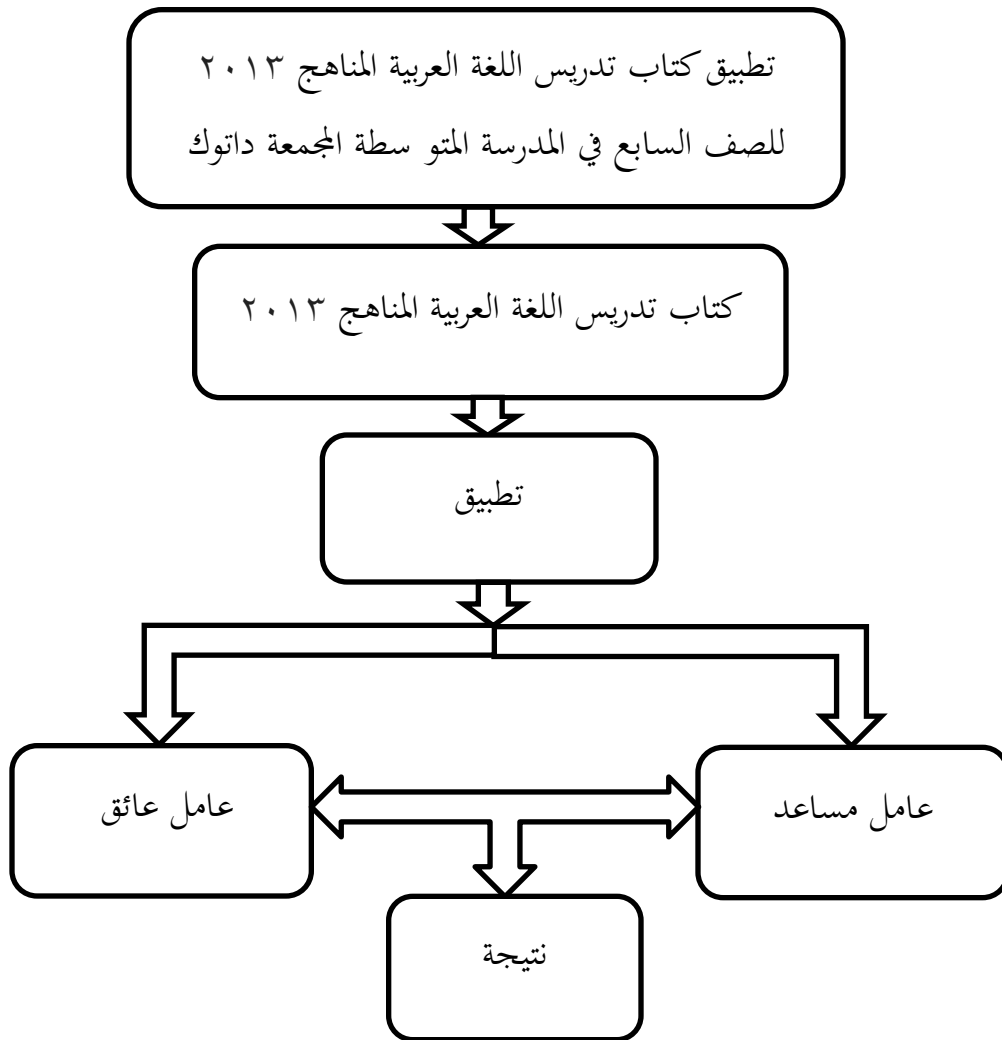 تطبيق كتاب تدريس اللغة العربية المناهج ٢٠١٣
للصف السابع في المدرسة المتو سطة المجمعة داتوك
كتاب تدريس اللغة العربية المناهج ٢٠١٣
تطبيق
عامل مساعد
عامل عائق
نتيجة